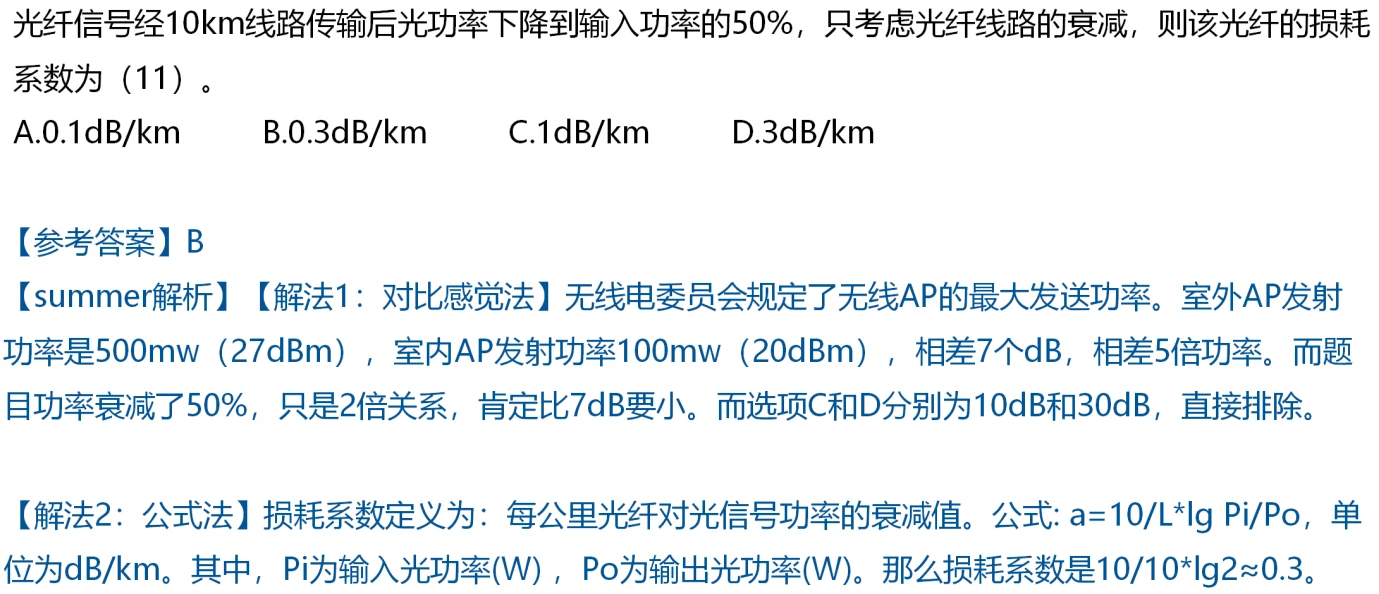 光纤信号经10km线路传输后光功率下降到输入功率的50%，只考虑光纤线路的衰减，则该光纤的损耗
系数为（11）。
A.0.1dB/km B.0.3dB/km C.1dB/km D.3dB/km
【参考答案】B
【summer解析】【解法1：对比感觉法】无线电委员会规定了无线AP的最大发送功率。室外AP发射
功率是500mw（27dBm），室内AP发射功率100mw（20dBm），相差7个dB，相差5倍功率。而题
目功率衰减了50%，只是2倍关系，肯定比7dB要小。而选项C和D分别为10dB和30dB，直接排除。
【解法2：公式法】损耗系数定义为：每公里光纤对光信号功率的衰减值。公式: a=10/L*lg Pi/Po，单
位为dB/km。其中，Pi为输入光功率(W) ，Po为输出光功率(W)。那么损耗系数是10/10*lg2≈0.3。